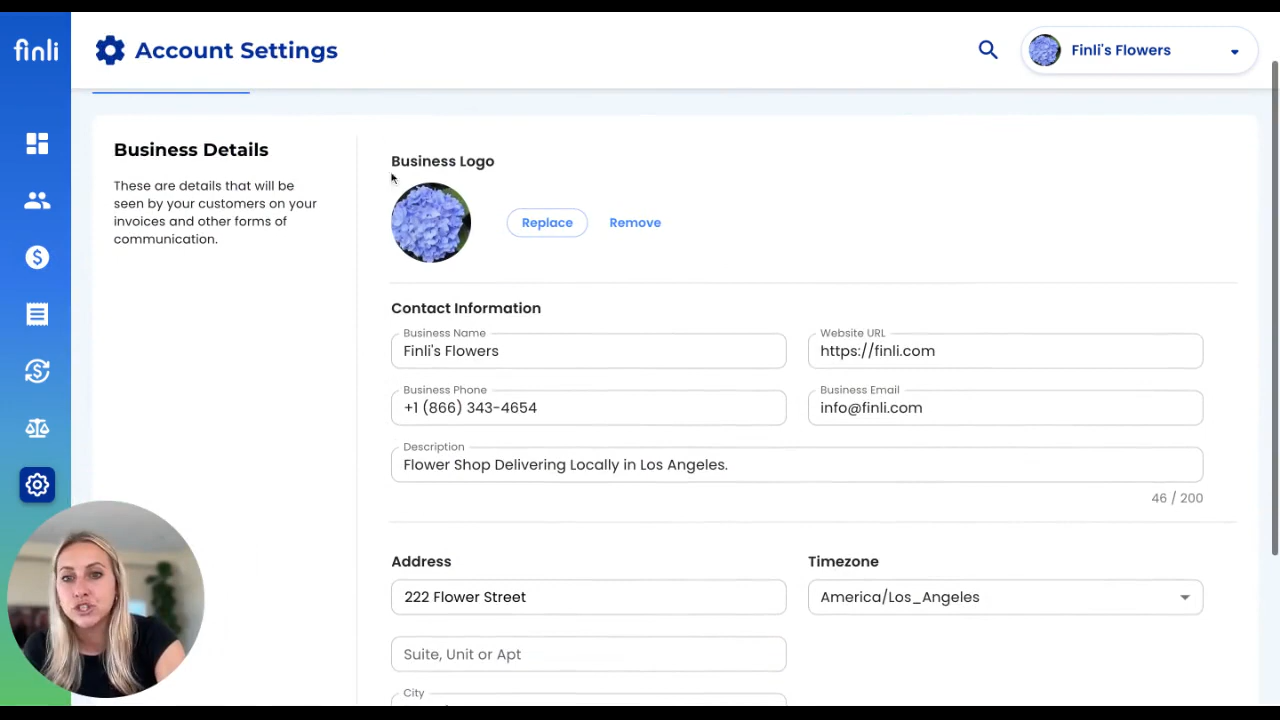 finli
Account Settings
Finli's Flowers
Business Details
These are details that will be
seen by your customers on your
invoices and other forms of
communication.
Business Logo
Replace
Remove
Contact Information
Business Name
Finli's Flowers
Website URL
https://finli.com
Business Phone
+1 (866) 343-4654
Business Email
info@finli.com
Description
Flower Shop Delivering Locally in Los Angeles.
46 / 200
Address
222 Flower Street
Timezone
America/Los_Angeles
Suite, Unit or Apt
City